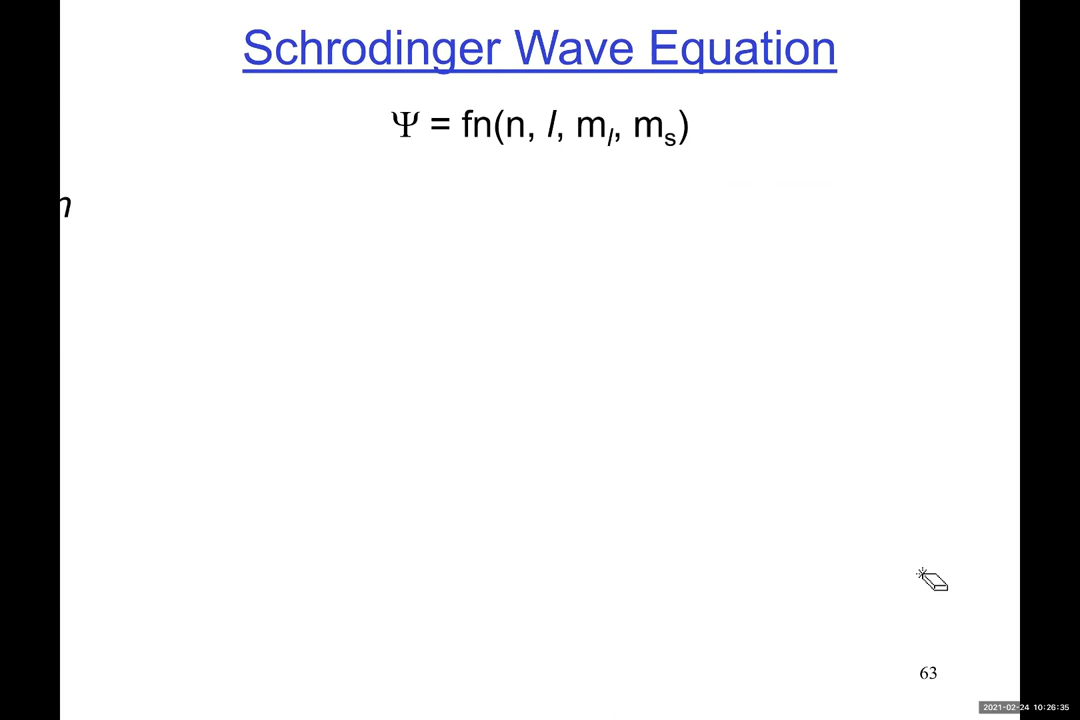 Schrodinger Wave Equation
Ψ = fn(n, l, mₗ, mₛ)
n
63
2021-02-24 10:26:35